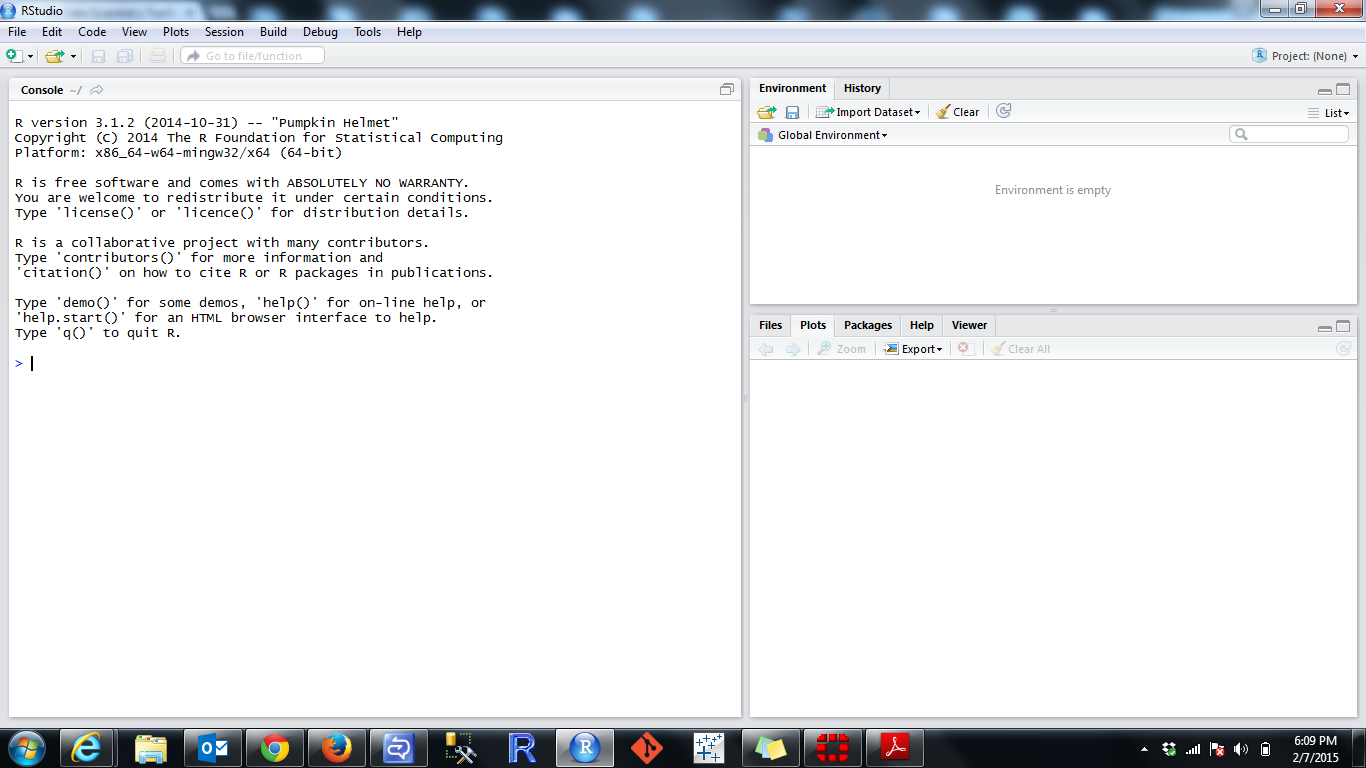 RStudio
File Edit Code View Plots Session Build Debug Tools Help
Go to file/function
Project: (None)
Console ~/
R version 3.1.2 (2014-10-31) -- "Pumpkin Helmet"
Copyright (C) 2014 The R Foundation for Statistical Computing
Platform: x86_64-w64-mingw32/x64 (64-bit)
R is free software and comes with ABSOLUTELY NO WARRANTY.
You are welcome to redistribute it under certain conditions.
Type 'license()' or 'licence()' for distribution details.
R is a collaborative project with many contributors.
Type 'contributors()' for more information and
'citation()' on how to cite R or R packages in publications.
Type 'demo()' for some demos, 'help()' for on-line help, or
'help.start()' for an HTML browser interface to help.
Type 'q()' to quit R.
>
Environment History
Import Dataset Clear List
Global Environment
Environment is empty
Files Plots Packages Help Viewer
Zoom Export Clear All
6:09 PM
2/7/2015